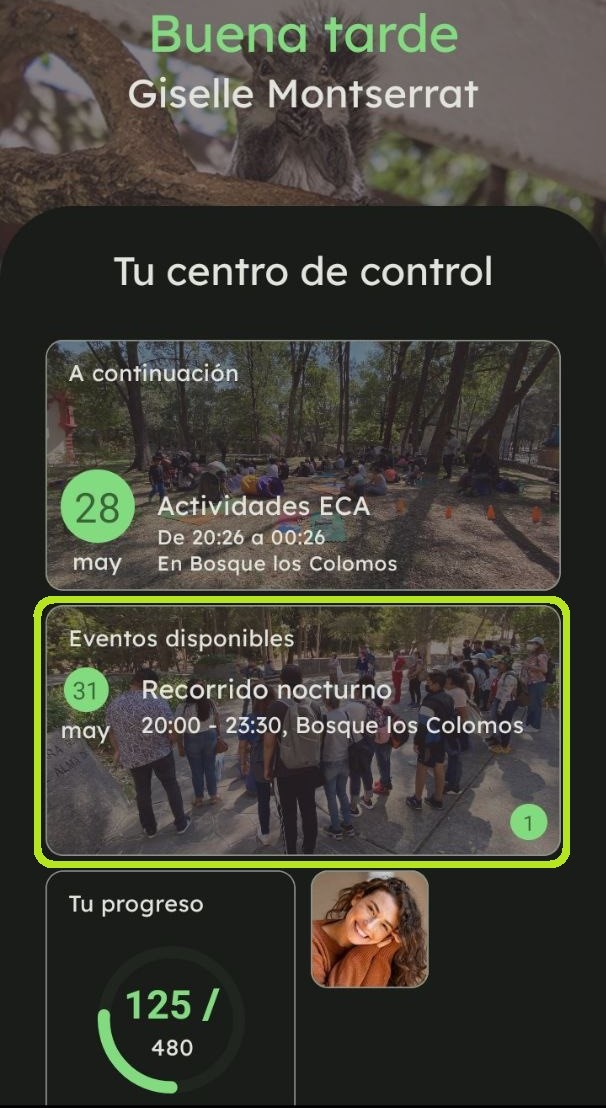 Buena tarde
Giselle Montserrat
Tu centro de control
A continuación
28
may
Actividades ECA
De 20:26 a 00:26
En Bosque los Colomos
Eventos disponibles
31
may
Recorrido nocturno
20:00 - 23:30, Bosque los Colomos
1
Tu progreso
125 /
480